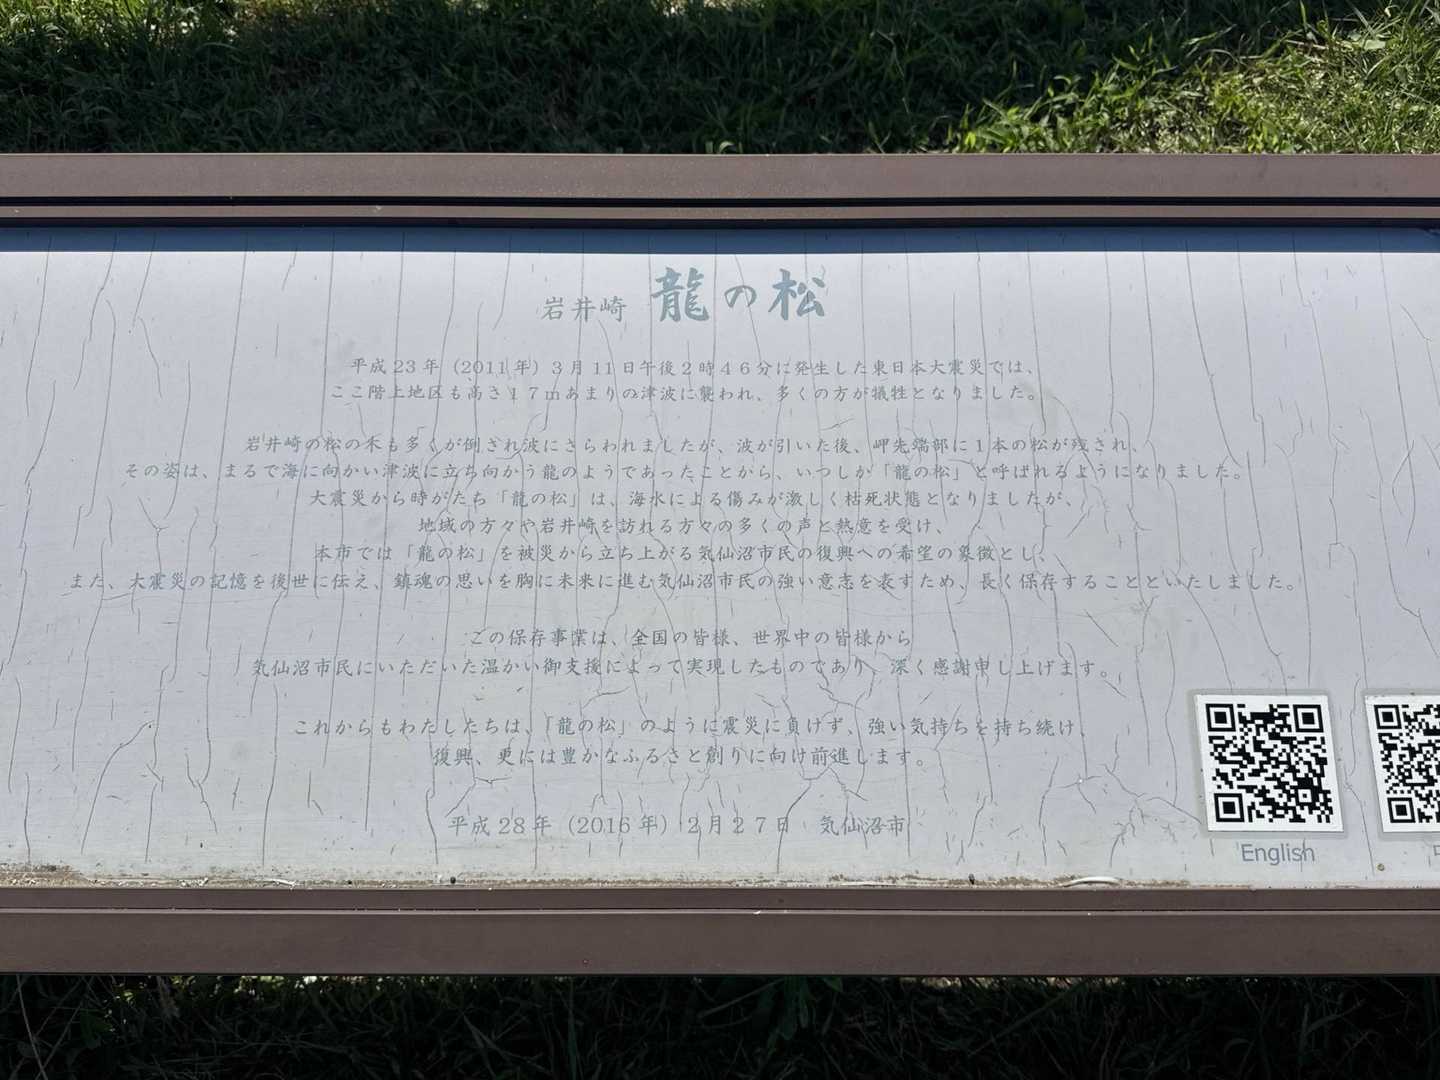 岩井崎 龍の松
平成23年（2011年）3月11日午後2時46分に発生した東日本大震災では、
ここ階上地区も高さ17mあまりの津波に襲われ、多くの方が犠牲となりました。
岩井崎の松の木も多くが倒され波にさらわれましたが、波が引いた後、岬先端部に1本の松が残され、
その姿は、まるで海に向かい津波に立ち向かう龍のようであったことから、いつしか「龍の松」と呼ばれるようになりました。
大震災から時がたち「龍の松」は、海水による傷みが激しく枯死状態となりましたが、
地域の方々や岩井崎を訪れる方々の多くの声と熱意を受け、
本市では「龍の松」を被災から立ち上がる気仙沼市民の復興への希望の象徴とし、
また、大震災の記憶を後世に伝え、鎮魂の思いを胸に未来に進む気仙沼市民の強い意志を表すため、長く保存することといたしました。
この保存事業は、全国の皆様、世界中の皆様から
気仙沼市民にいただいた温かい御支援によって実現したものであり、深く感謝申し上げます。
これからもわたしたちは、「龍の松」のように震災に負けず、強い気持ちを持ち続け、
復興、更には豊かなふるさと創りに向け前進します。
平成28年（2016年）2月27日 気仙沼市
English